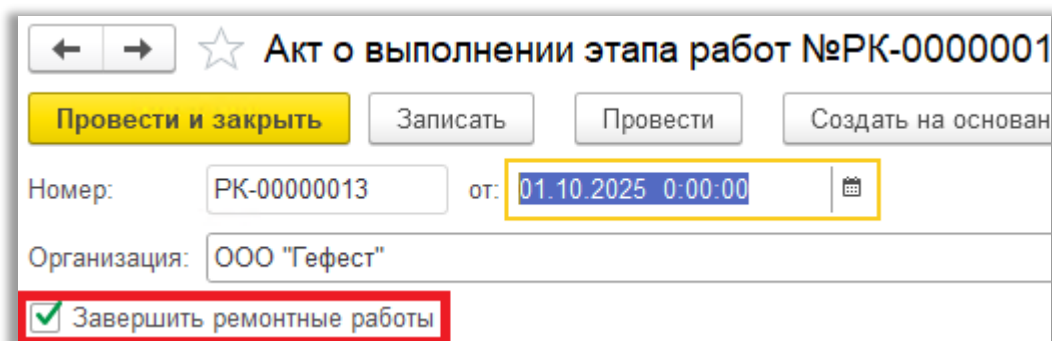 Акт о выполнении этапа работ №РК-0000001
Провести и закрыть Записать Провести Создать на основан
Номер: РК-00000013 от: 01.10.2025 0:00:00
Организация: ООО "Гефест"
Завершить ремонтные работы